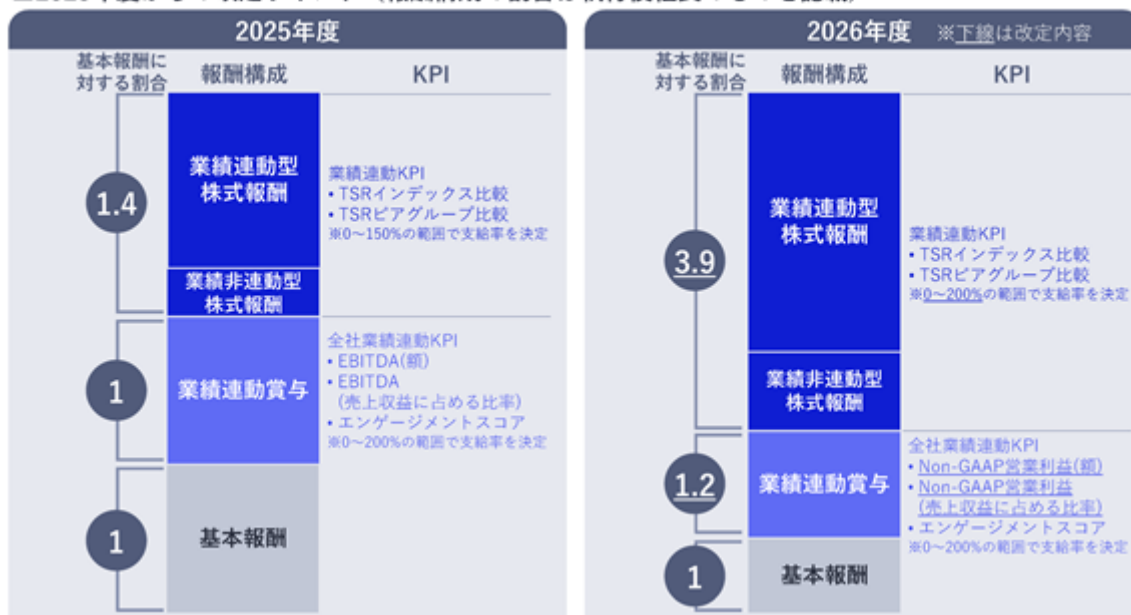 2025年度
基本報酬に
対する割合
報酬構成
KPI
1.4
業績連動型
株式報酬
業績連動KPI
• TSRインデックス比較
• TSRピアグループ比較
※0～150%の範囲で支給率を決定
業績非連動型
株式報酬
1
業績連動賞与
全社業績連動KPI
• EBITDA(額)
• EBITDA
(売上収益に占める比率)
• エンゲージメントスコア
※0～200%の範囲で支給率を決定
1
基本報酬
2026年度 ※下線は改定内容
基本報酬に
対する割合
報酬構成
KPI
3.9
業績連動型
株式報酬
業績連動KPI
• TSRインデックス比較
• TSRピアグループ比較
※0～200%の範囲で支給率を決定
業績非連動型
株式報酬
1.2
業績連動賞与
全社業績連動KPI
• Non-GAAP営業利益(額)
• Non-GAAP営業利益
(売上収益に占める比率)
• エンゲージメントスコア
※0～200%の範囲で支給率を決定
1
基本報酬